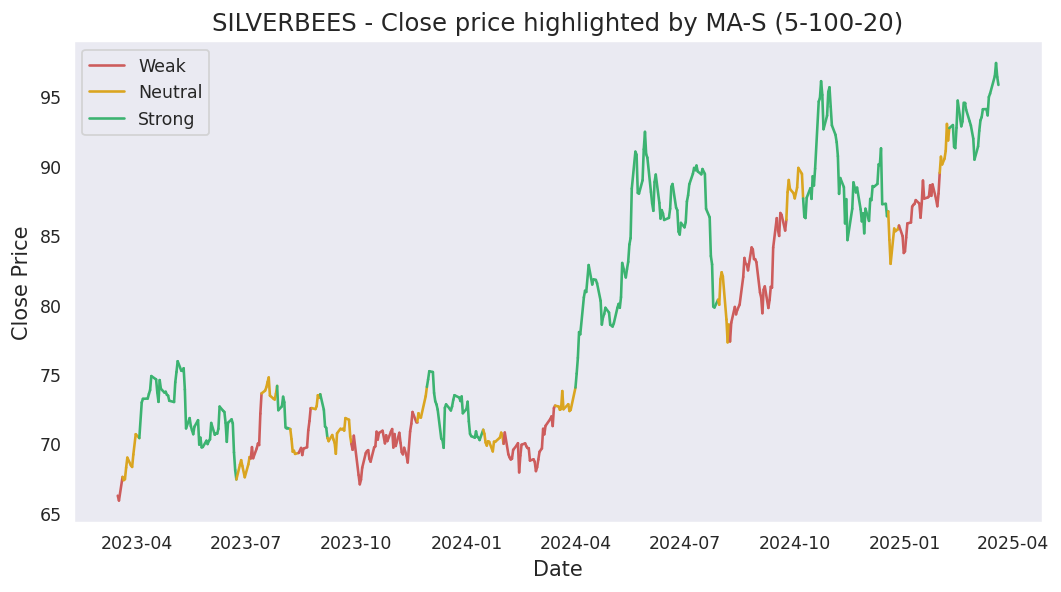 SILVERBEES - Close price highlighted by MA-S (5-100-20)
Weak
Neutral
Strong
Close Price
95
90
85
80
75
70
65
2023-04 2023-07 2023-10 2024-01 2024-04 2024-07 2024-10 2025-01 2025-04
Date